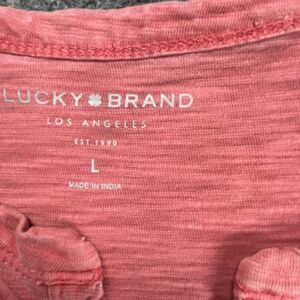 LUCKY BRAND
LOS ANGELES
EST. 1990
L
MADE IN INDIA